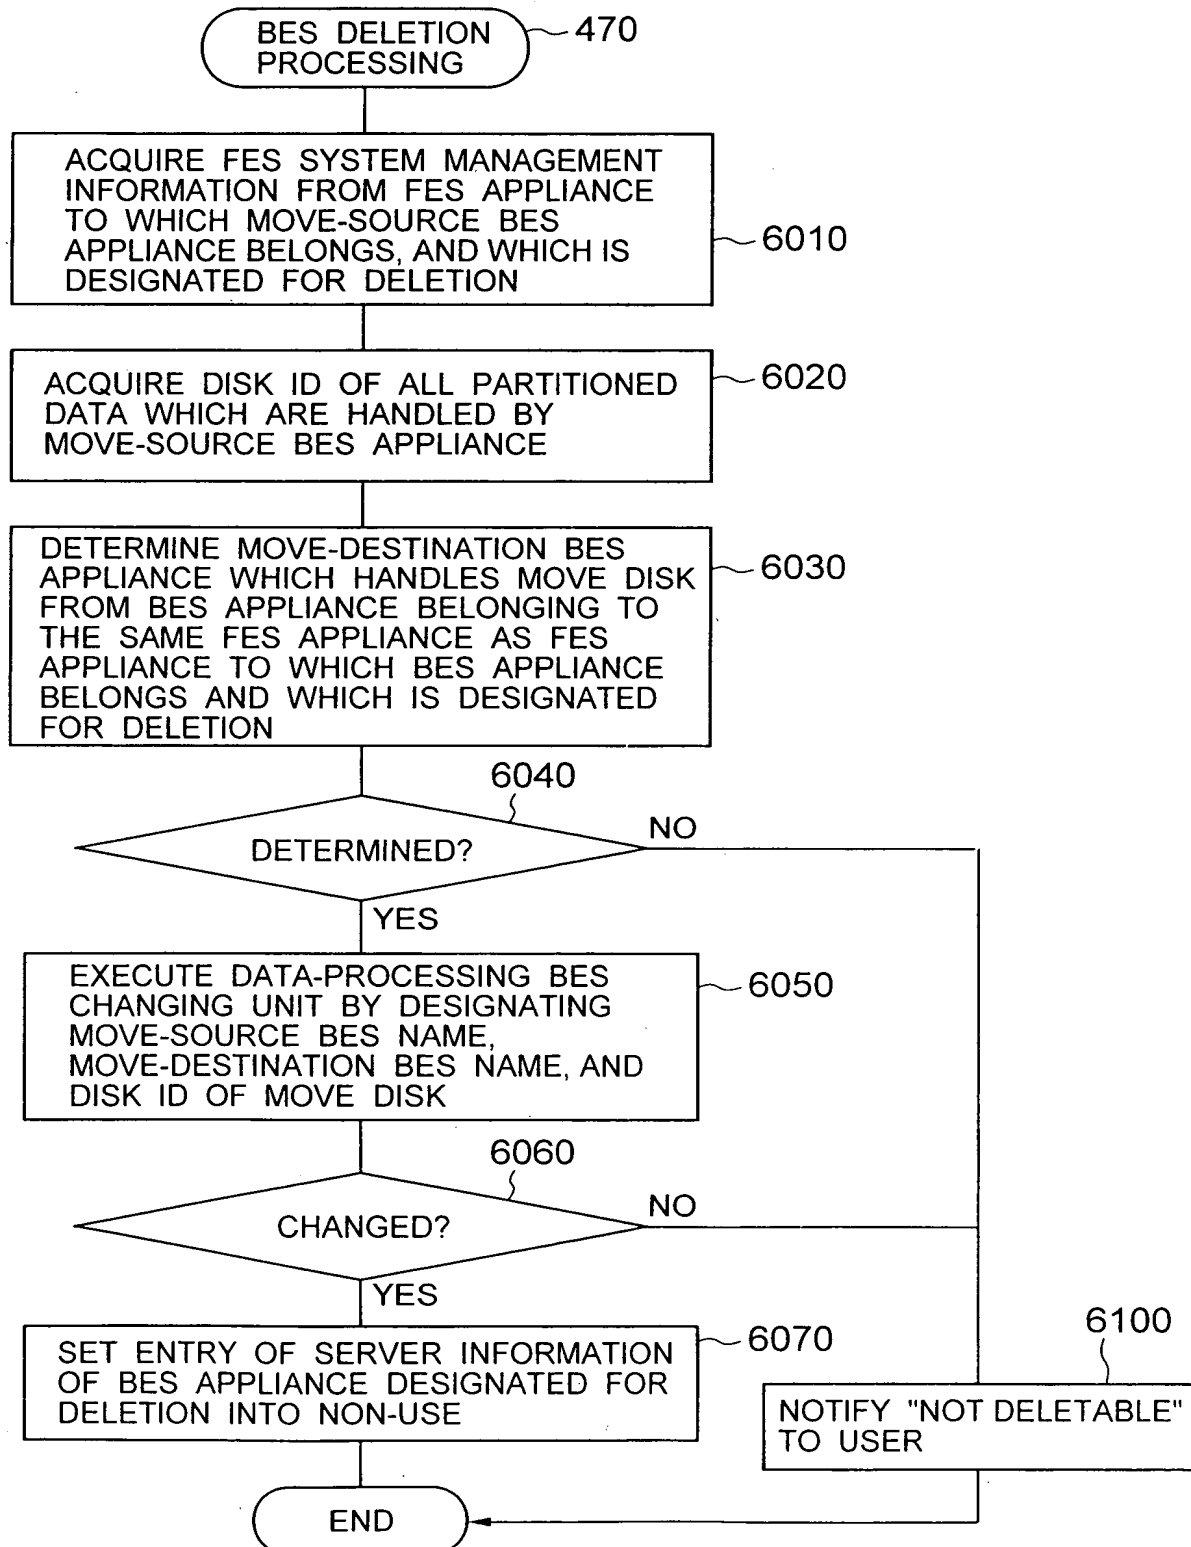 BES DELETION
PROCESSING
470
ACQUIRE FES SYSTEM MANAGEMENT
INFORMATION FROM FES APPLIANCE
TO WHICH MOVE-SOURCE BES
APPLIANCE BELONGS, AND WHICH IS
DESIGNATED FOR DELETION
6010
ACQUIRE DISK ID OF ALL PARTITIONED
DATA WHICH ARE HANDLED BY
MOVE-SOURCE BES APPLIANCE
6020
DETERMINE MOVE-DESTINATION BES
APPLIANCE WHICH HANDLES MOVE DISK
FROM BES APPLIANCE BELONGING TO
THE SAME FES APPLIANCE AS FES
APPLIANCE TO WHICH BES APPLIANCE
BELONGS AND WHICH IS DESIGNATED
FOR DELETION
6030
6040
DETERMINED?
NO
YES
EXECUTE DATA-PROCESSING BES
CHANGING UNIT BY DESIGNATING
MOVE-SOURCE BES NAME,
MOVE-DESTINATION BES NAME, AND
DISK ID OF MOVE DISK
6050
6060
CHANGED?
NO
YES
SET ENTRY OF SERVER INFORMATION
OF BES APPLIANCE DESIGNATED FOR
DELETION INTO NON-USE
6070
6100
NOTIFY "NOT DELETABLE"
TO USER
END